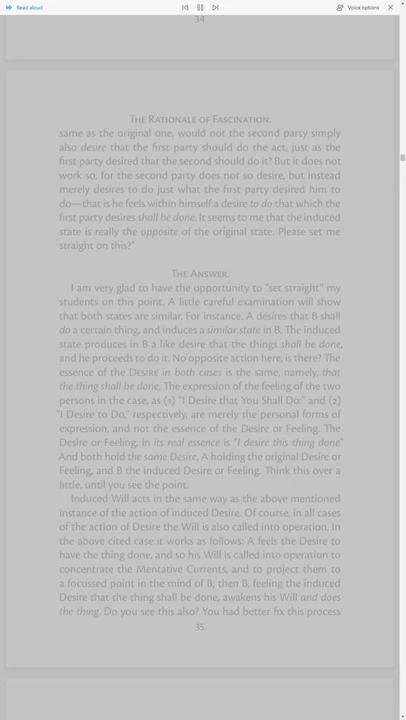 Read aloud
Voice options
34
The Rationale of Fascination.
same as the original one, would not the second party simply
also desire that the first party should do the act, just as the
first party desired that the second should do it? But it does not
work so, for the second party does not so desire, but instead
merely desires to do just what the first party desired him to
do—that is he feels within himself a desire to do that which the
first party desires shall be done. It seems to me that the induced
state is really the opposite of the original state. Please set me
straight on this?"
The Answer.
I am very glad to have the opportunity to "set straight" my
students on this point. A little careful examination will show
that both states are similar. For instance. A desires that B shall
do a certain thing, and induces a similar state in B. The induced
state produces in B a like desire that the things shall be done,
and he proceeds to do it. No opposite action here, is there? The
essence of the Desire in both cases is the same, namely, that
the thing shall be done. The expression of the feeling of the two
persons in the case, as (1) "I Desire that You Shall Do:" and (2)
"I Desire to Do," respectively, are merely the personal forms of
expression, and not the essence of the Desire or Feeling. The
Desire or Feeling, in its real essence is "I desire this thing done"
And both hold the same Desire, A holding the original Desire or
Feeling, and B the induced Desire or Feeling. Think this over a
little, until you see the point.
Induced Will acts in the same way as the above mentioned
instance of the action of induced Desire. Of course, in all cases
of the action of Desire the Will is also called into operation. In
the above cited case it works as follows: A feels the Desire to
have the thing done, and so his Will is called into operation to
concentrate the Mentative Currents, and to project them to
a focussed point in the mind of B; then B, feeling the induced
Desire that the thing shall be done, awakens his Will and does
the thing. Do you see this also? You had better fix this process
35